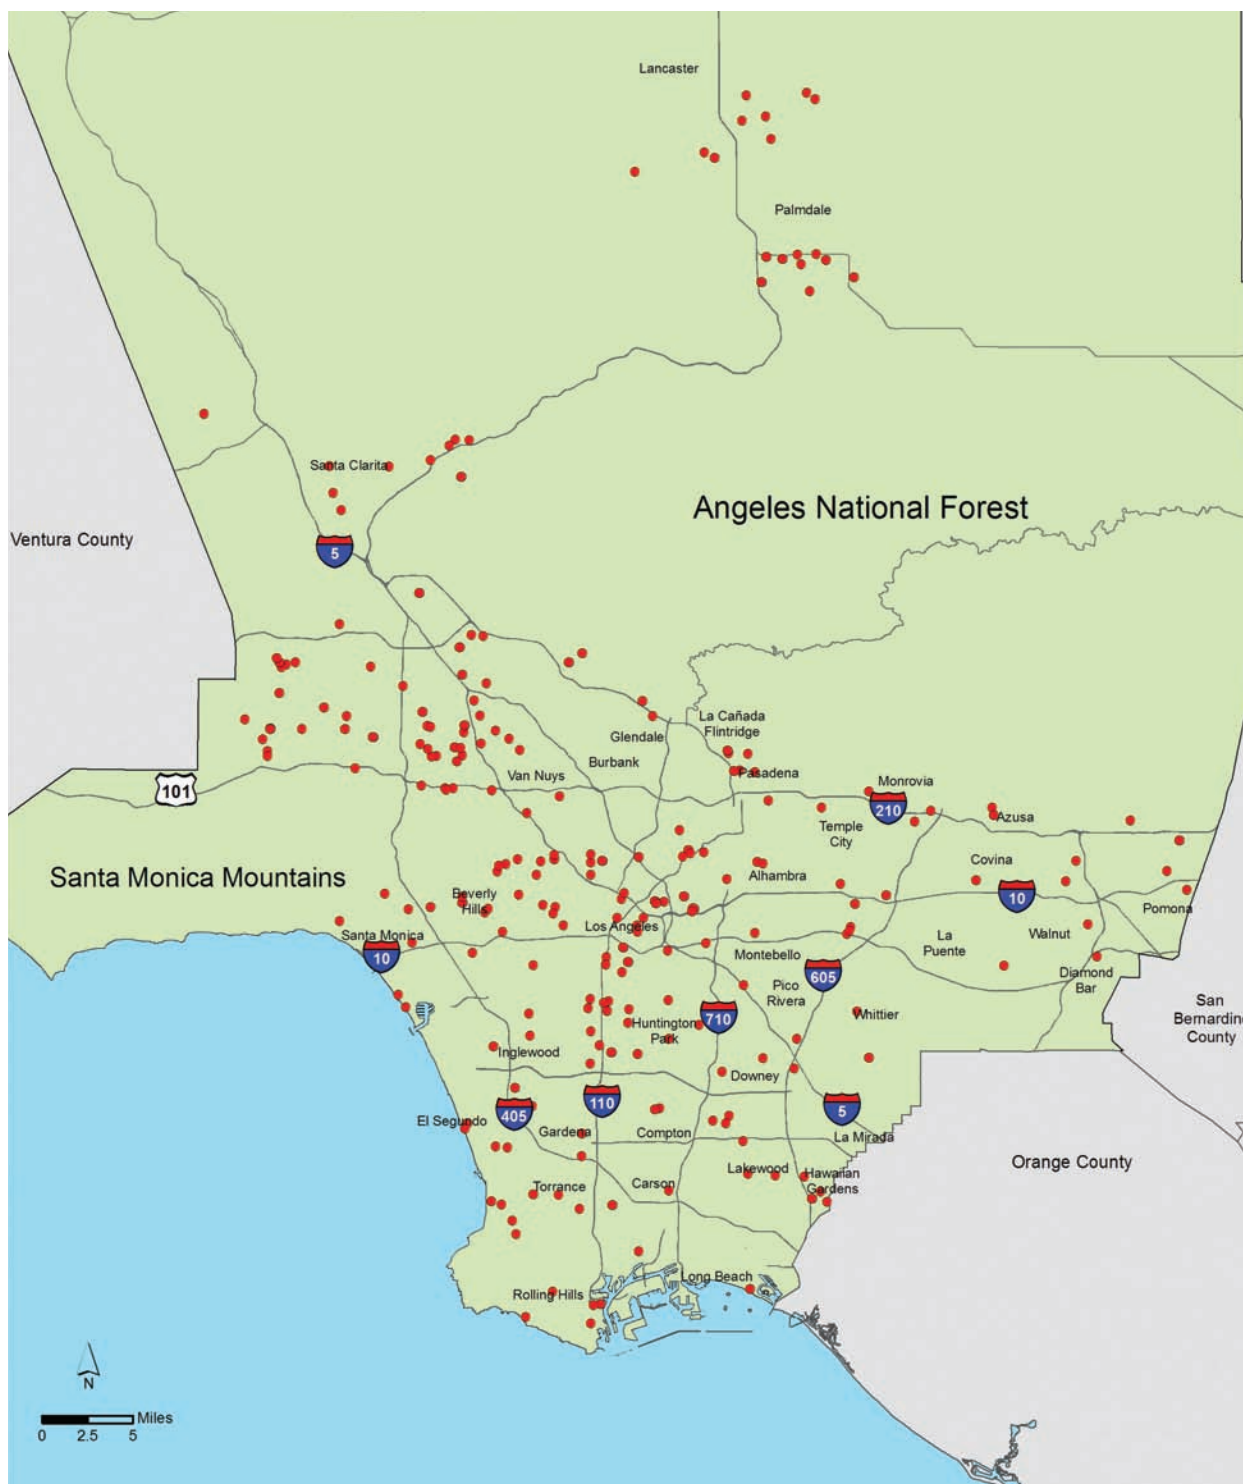 Lancaster
Palmdale
Santa Clarita
Angeles National Forest
Ventura County
5
La Cañada
Flintridge
Glendale
Burbank
Van Nuys
Pasadena
Monrovia
101
210
Temple
City
Azusa
Covina
Santa Monica Mountains
Alhambra
Beverly
Hills
10
Pomona
Los Angeles
Santa Monica
La
Puente
Walnut
10
Montebello
605
Diamond
Bar
Pico
Rivera
San
Bernardino
County
Whittier
710
Huntington
Park
Inglewood
Downey
110
405
5
El Segundo
Gardena
Compton
La Mirada
Orange County
Lakewood
Hawaiian
Gardens
Torrance
Carson
Long Beach
Rolling Hills
N
Miles
0 2.5 5